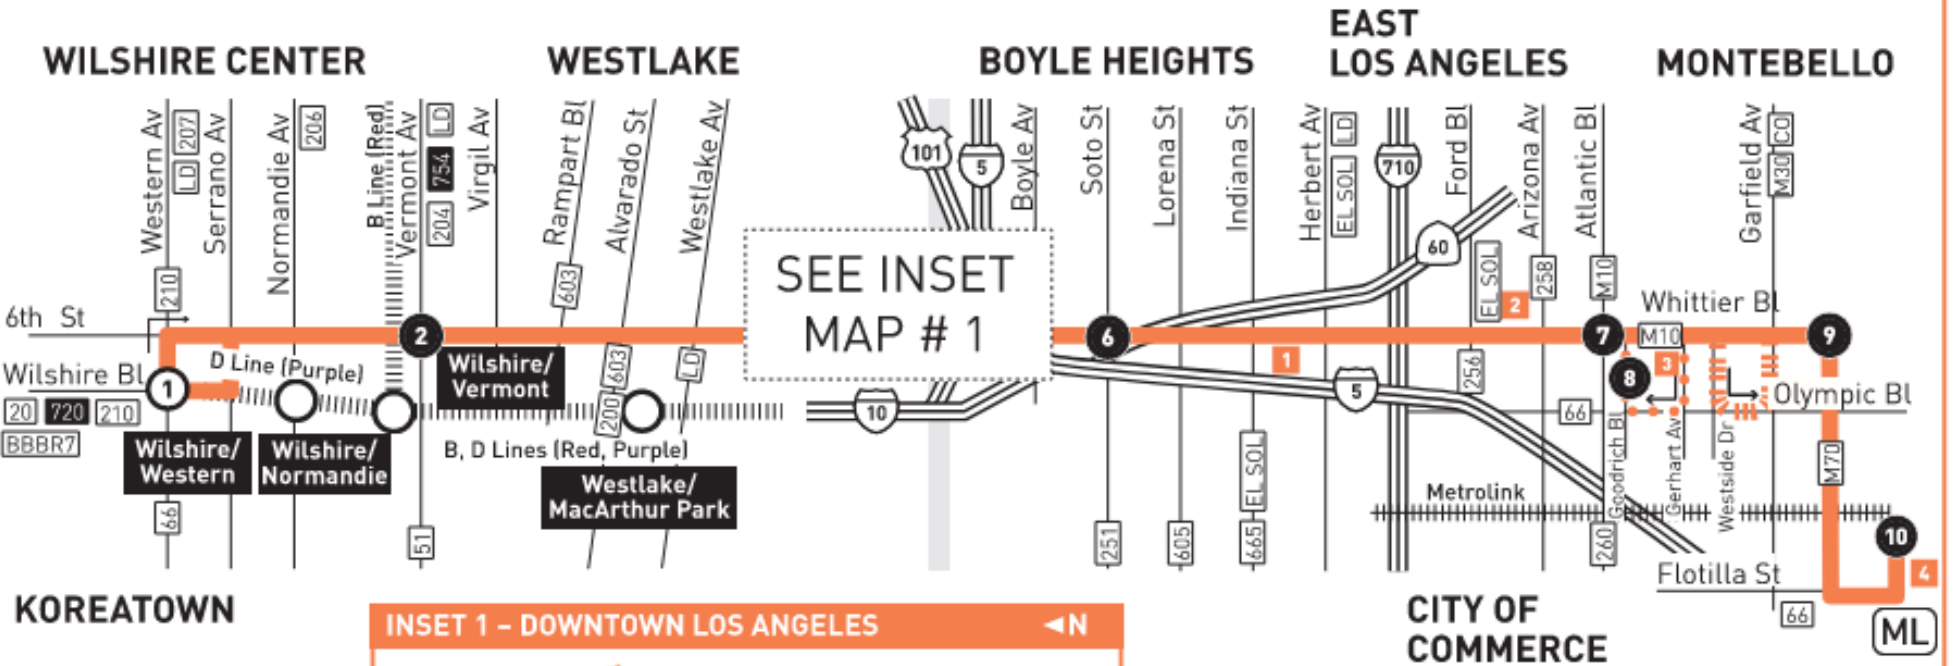 WILSHIRE CENTER
WESTLAKE
BOYLE HEIGHTS
EAST
LOS ANGELES
MONTEBELLO
Western Av
LD 207
Serrano Av
Normandie Av
206
B Line (Red)
Vermont Av
204 754 LD
Virgil Av
Rampart Bl
Alvarado St
Westlake Av
101
5
Boyle Av
Soto St
Lorena St
Indiana St
Herbert Av
EL SOL LD
710
Ford Bl
60
Arizona Av
Atlantic Bl
Garfield Av
M30 CO
210
603
EL SOL
2
258
M10
SEE INSET
MAP # 1
6th St
2
6
7
Whittier Bl
M10
9
D Line (Purple)
Wilshire Bl
1
20 720 210
BBBR7
Wilshire/
Vermont
200 603
LD
10
1
5
256
3
8
66
Olympic Bl
Wilshire/
Western
Wilshire/
Normandie
B, D Lines (Red, Purple)
Westlake/
MacArthur Park
EL SOL
Metrolink
Goodrich Bl
Gerhart Av
Westside Dr
M70
66
51
251
605
665
260
10
Flotilla St
4
66
ML
KOREATOWN
CITY OF
COMMERCE
INSET 1 – DOWNTOWN LOS ANGELES
◄N